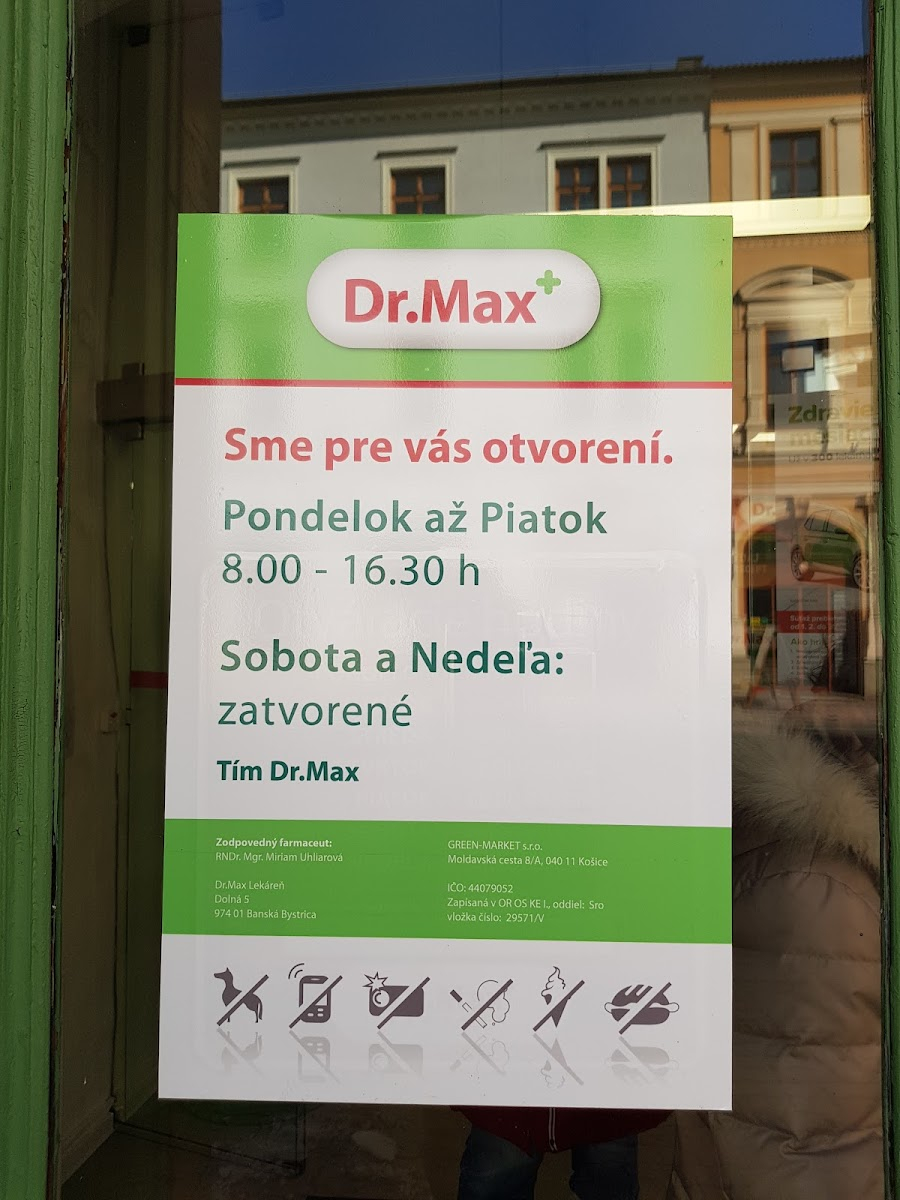 Dr.Max+
Sme pre vás otvorení.
Pondelok až Piatok
8.00 - 16.30 h
Sobota a Nedeľa:
zatvorené
Tím Dr.Max
Zodpovedný farmaceut:
RNDr. Mgr. Miriam Uhliarová
Dr.Max Lekáreň
Dolná 5
974 01 Banská Bystrica
GREEN-MARKET s.r.o.
Moldavská cesta 8/A, 040 11 Košice
IČO: 44079052
Zapísaná v OR OS KE I., oddiel: Sro
vložka číslo: 29571/V